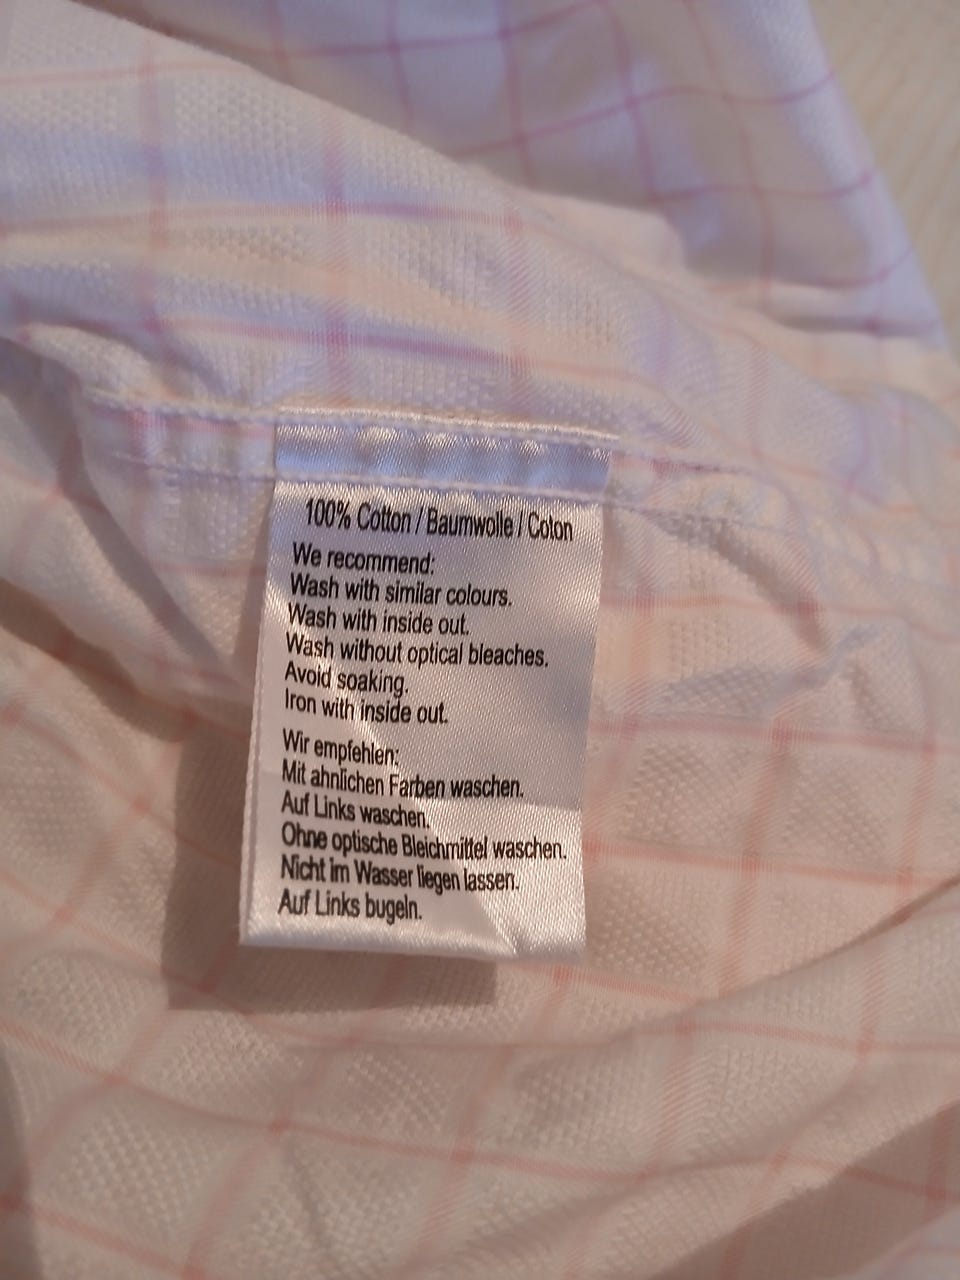 100% Cotton / Baumwolle / Coton
We recommend:
Wash with similar colours.
Wash with inside out.
Wash without optical bleaches.
Avoid soaking.
Iron with inside out.
Wir empfehlen:
Mit ahnlichen Farben waschen.
Auf Links waschen.
Ohne optische Bleichmittel waschen.
Nicht im Wasser liegen lassen.
Auf Links bugeln.